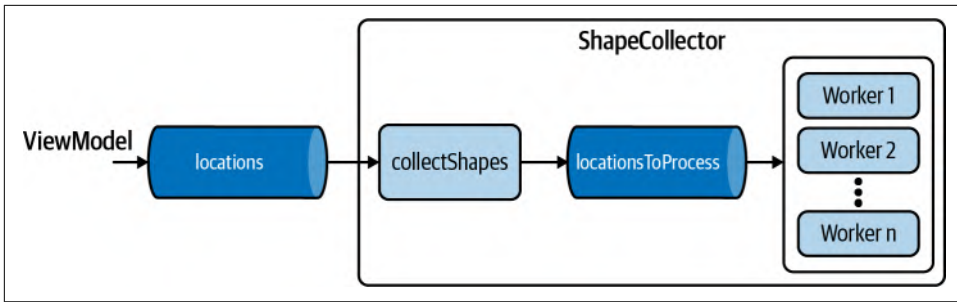 ShapeCollector
ViewModel
locations
collectShapes
locationsToProcess
Worker 1
Worker 2
Worker n